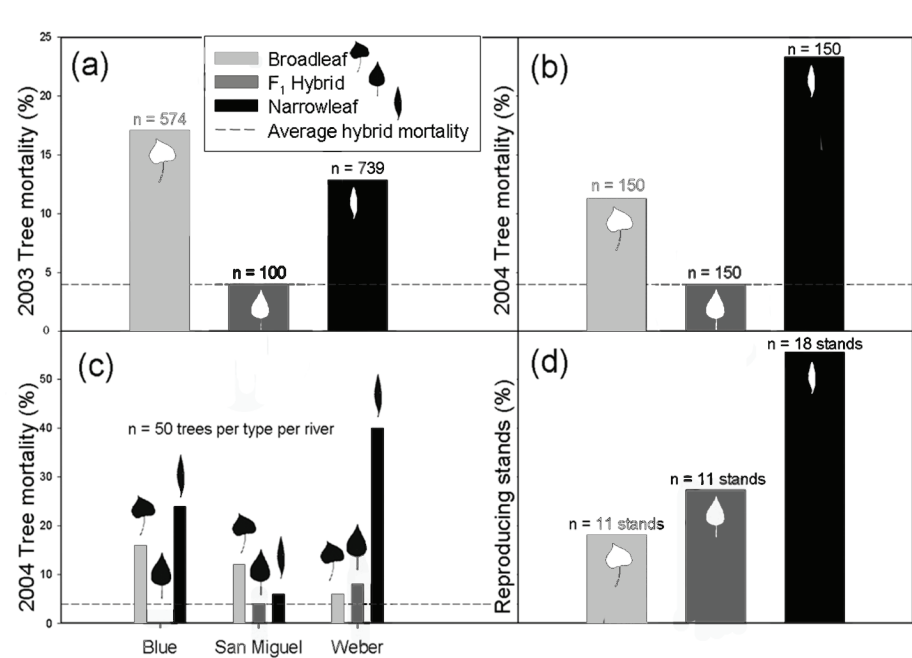 25
20
15
10
5
0
2003 Tree mortality (%)
(a)
n = 574
n = 100
n = 739
Broadleaf
F1 Hybrid
Narrowleaf
Average hybrid mortality
2004 Tree mortality (%)
(b)
n = 150
n = 150
n = 150
50
40
30
20
10
0
2004 Tree mortality (%)
(c)
n = 50 trees per type per river
Blue
San Miguel
Weber
Reproducing stands (%)
(d)
n = 11 stands
n = 11 stands
n = 18 stands